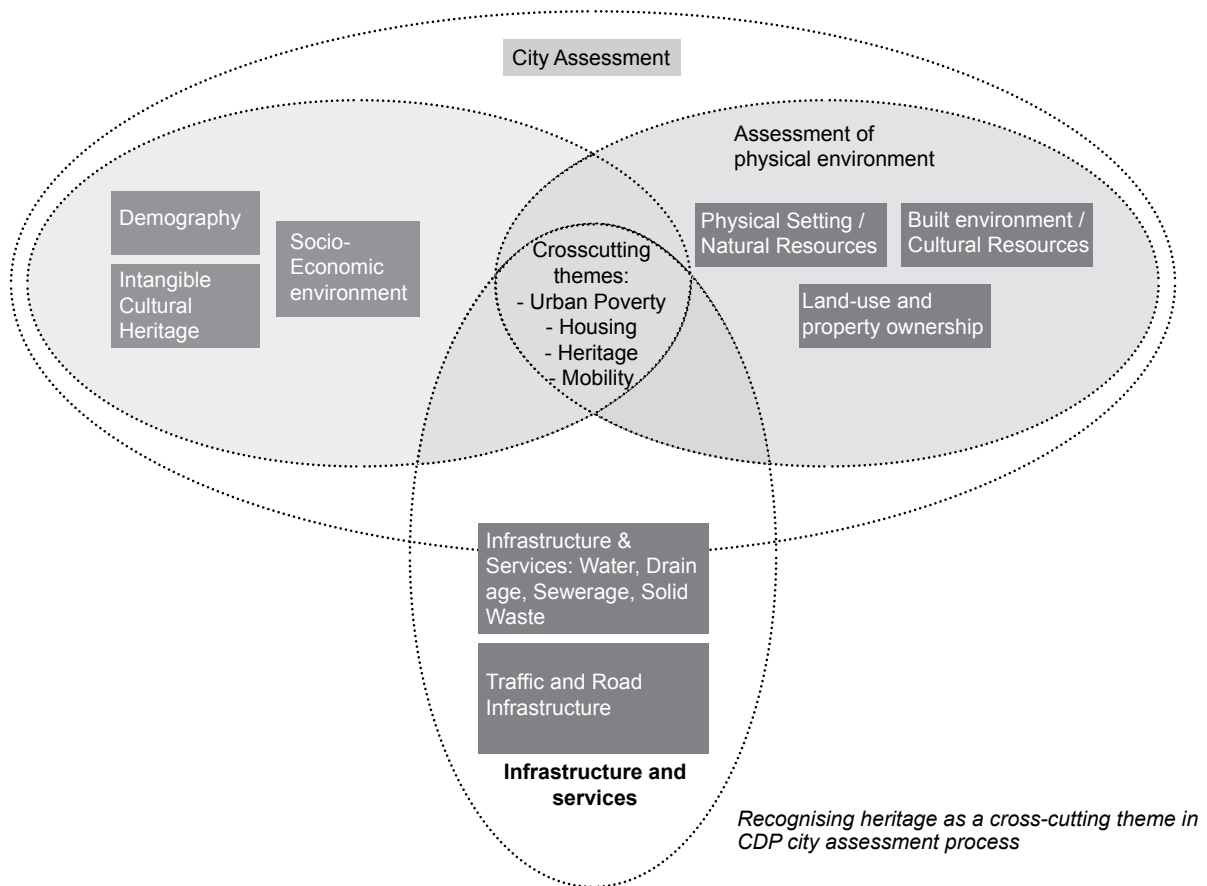 City Assessment
Assessment of
physical environment
Demography
Intangible
Cultural
Heritage
Socio-
Economic
environment
Crosscutting
themes:
- Urban Poverty
- Housing
- Heritage
- Mobility
Physical Setting /
Natural Resources
Built environment /
Cultural Resources
Land-use and
property ownership
Infrastructure &
Services: Water, Drain
age, Sewerage, Solid
Waste
Traffic and Road
Infrastructure
Infrastructure and
services
Recognising heritage as a cross-cutting theme in
CDP city assessment process